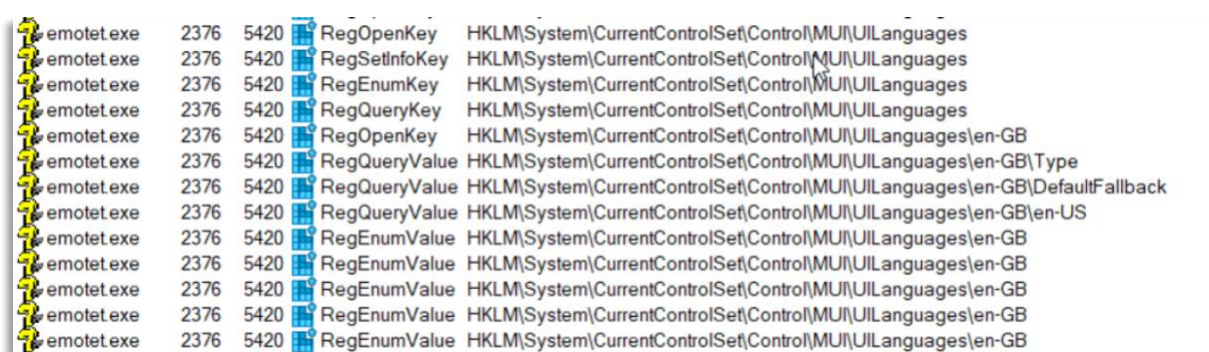 emotet.exe 2376 5420 RegOpenKey HKLM\System\CurrentControlSet\Control\MUI\UILanguages
emotet.exe 2376 5420 RegSetInfoKey HKLM\System\CurrentControlSet\Control\MUI\UILanguages
emotet.exe 2376 5420 RegEnumKey HKLM\System\CurrentControlSet\Control\MUI\UILanguages
emotet.exe 2376 5420 RegQueryKey HKLM\System\CurrentControlSet\Control\MUI\UILanguages
emotet.exe 2376 5420 RegOpenKey HKLM\System\CurrentControlSet\Control\MUI\UILanguages\en-GB
emotet.exe 2376 5420 RegQueryValue HKLM\System\CurrentControlSet\Control\MUI\UILanguages\en-GB\Type
emotet.exe 2376 5420 RegQueryValue HKLM\System\CurrentControlSet\Control\MUI\UILanguages\en-GB\DefaultFallback
emotet.exe 2376 5420 RegQueryValue HKLM\System\CurrentControlSet\Control\MUI\UILanguages\en-GB\en-US
emotet.exe 2376 5420 RegEnumValue HKLM\System\CurrentControlSet\Control\MUI\UILanguages\en-GB
emotet.exe 2376 5420 RegEnumValue HKLM\System\CurrentControlSet\Control\MUI\UILanguages\en-GB
emotet.exe 2376 5420 RegEnumValue HKLM\System\CurrentControlSet\Control\MUI\UILanguages\en-GB
emotet.exe 2376 5420 RegEnumValue HKLM\System\CurrentControlSet\Control\MUI\UILanguages\en-GB
emotet.exe 2376 5420 RegEnumValue HKLM\System\CurrentControlSet\Control\MUI\UILanguages\en-GB